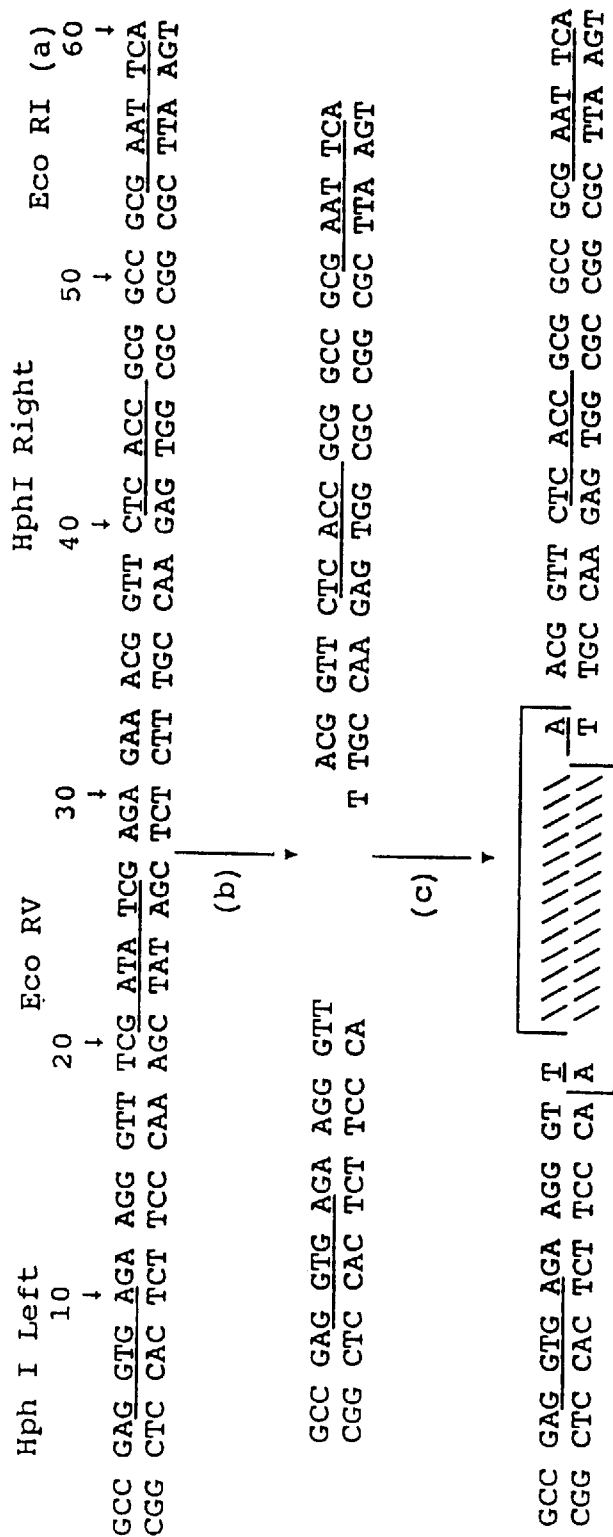 Hph I Left Eco RV HphI Right Eco RI (a)
10 20 30 40 50 60
↓ ↓ ↓ ↓ ↓ ↓
GCC GAG GTG AGA AGG GTT TCG ATA TCG AGA GAA ACG GTT CTC ACC GCG GCC GCG AAT TCA
CGG CTC CAC TCT TCC CAA AGC TAT AGC TCT CTT TGC CAA GAG TGG CGC CGG CGC TTA AGT
(b)
GCC GAG GTG AGA AGG GTT ACG GTT CTC ACC GCG GCC GCG AAT TCA
CGG CTC CAC TCT TCC CA T TGC CAA GAG TGG CGC CGG CGC TTA AGT
(c)
GCC GAG GTG AGA AGG GT T A ACG GTT CTC ACC GCG GCC GCG AAT TCA
CGG CTC CAC TCT TCC CA A T TGC CAA GAG TGG CGC CGG CGC TTA AGT